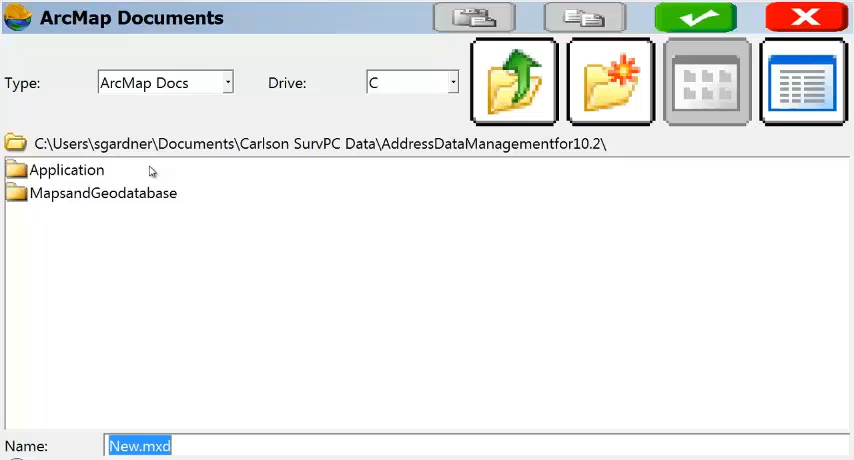 ArcMap Documents
Type: ArcMap Docs Drive: C
C:\Users\sgardner\Documents\Carlson SurvPC Data\AddressDataManagementfor10.2\
Application
MapsandGeodatabase
Name: New.mxd